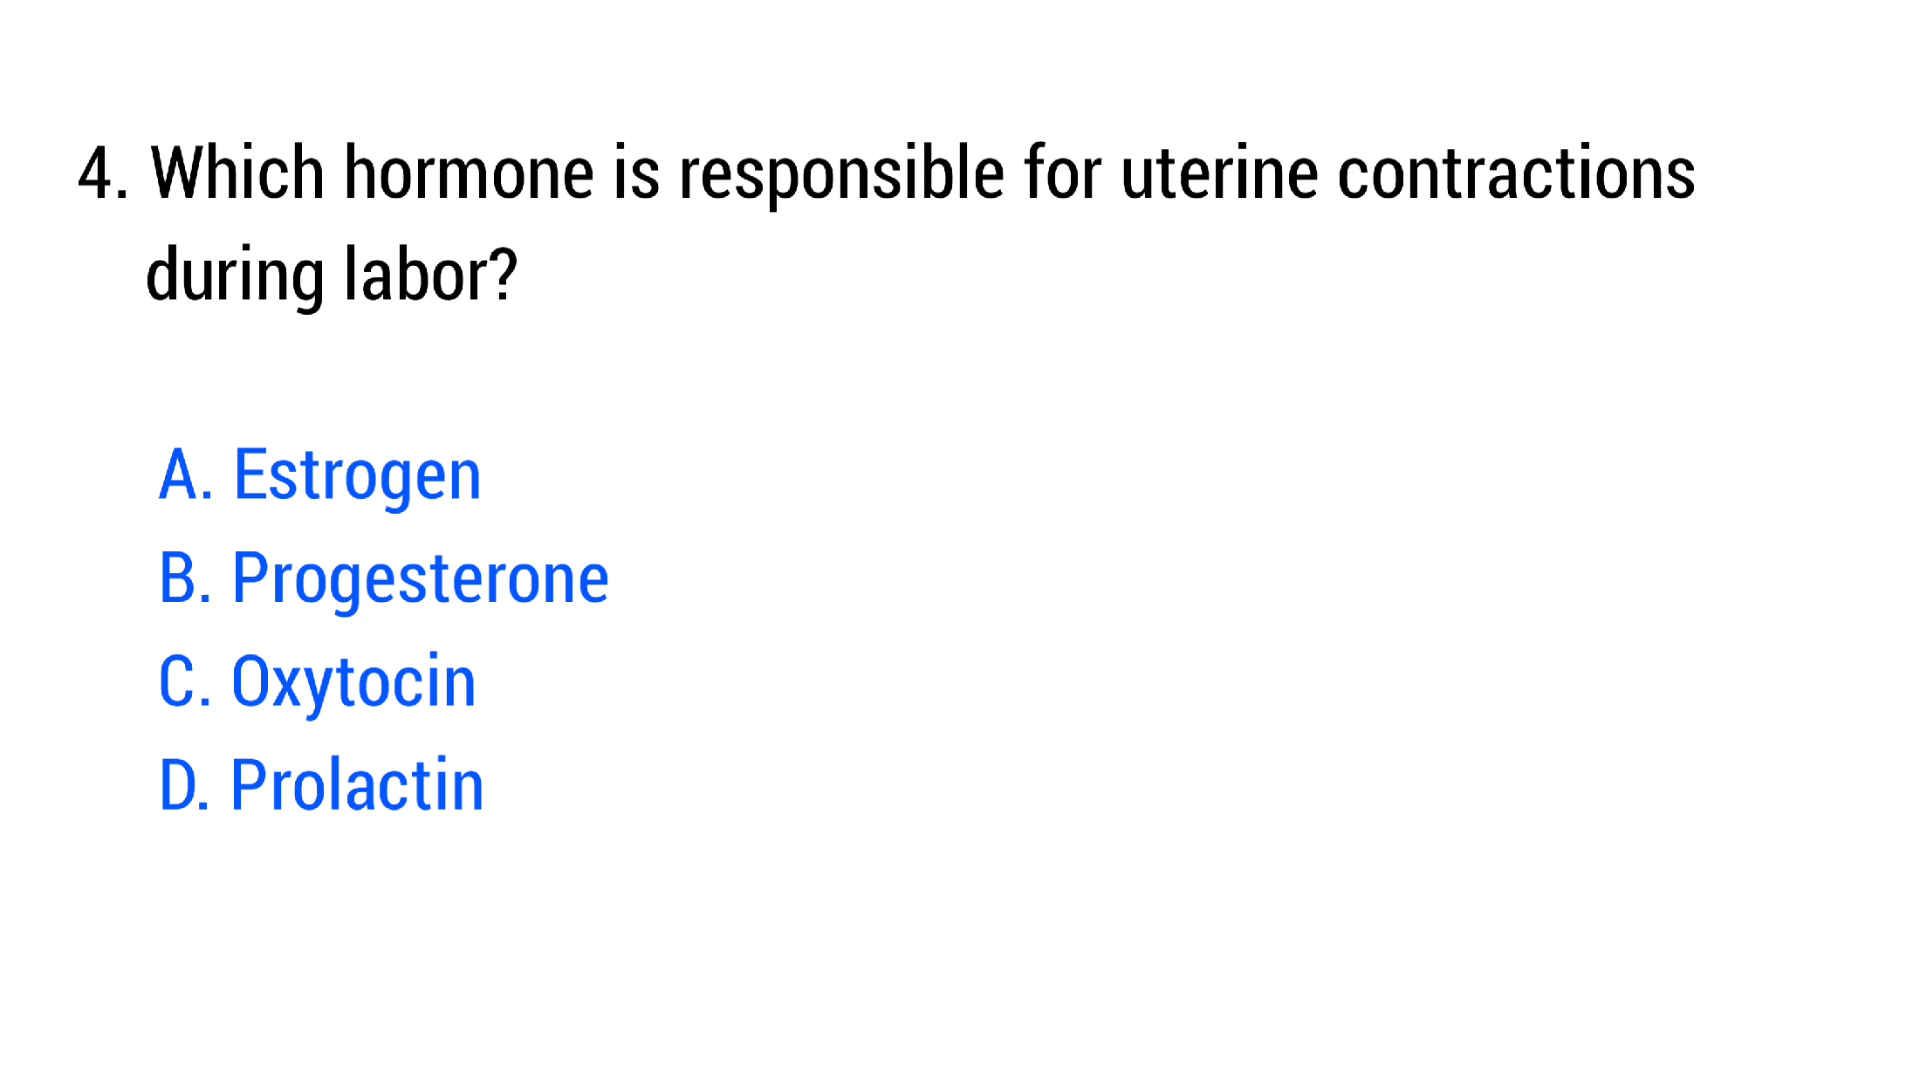 4. Which hormone is responsible for uterine contractions
during labor?
A. Estrogen
B. Progesterone
C. Oxytocin
D. Prolactin